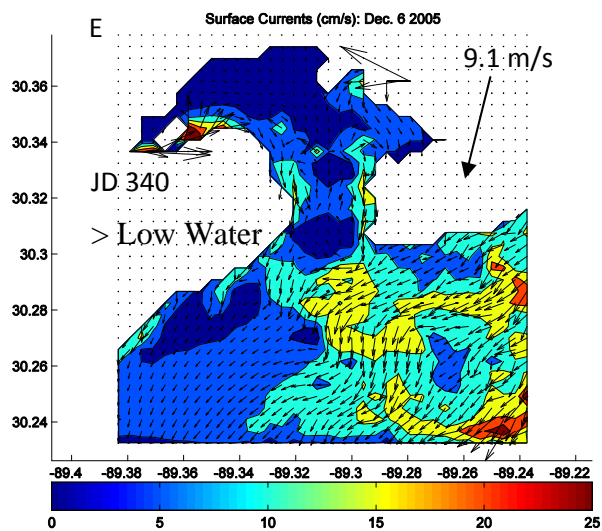 Surface Currents (cm/s): Dec. 6 2005
E
9.1 m/s
30.36
30.34
JD 340
30.32
> Low Water
30.3
30.28
30.26
30.24
-89.4 -89.38 -89.36 -89.34 -89.32 -89.3 -89.28 -89.26 -89.24 -89.22
0 5 10 15 20 25